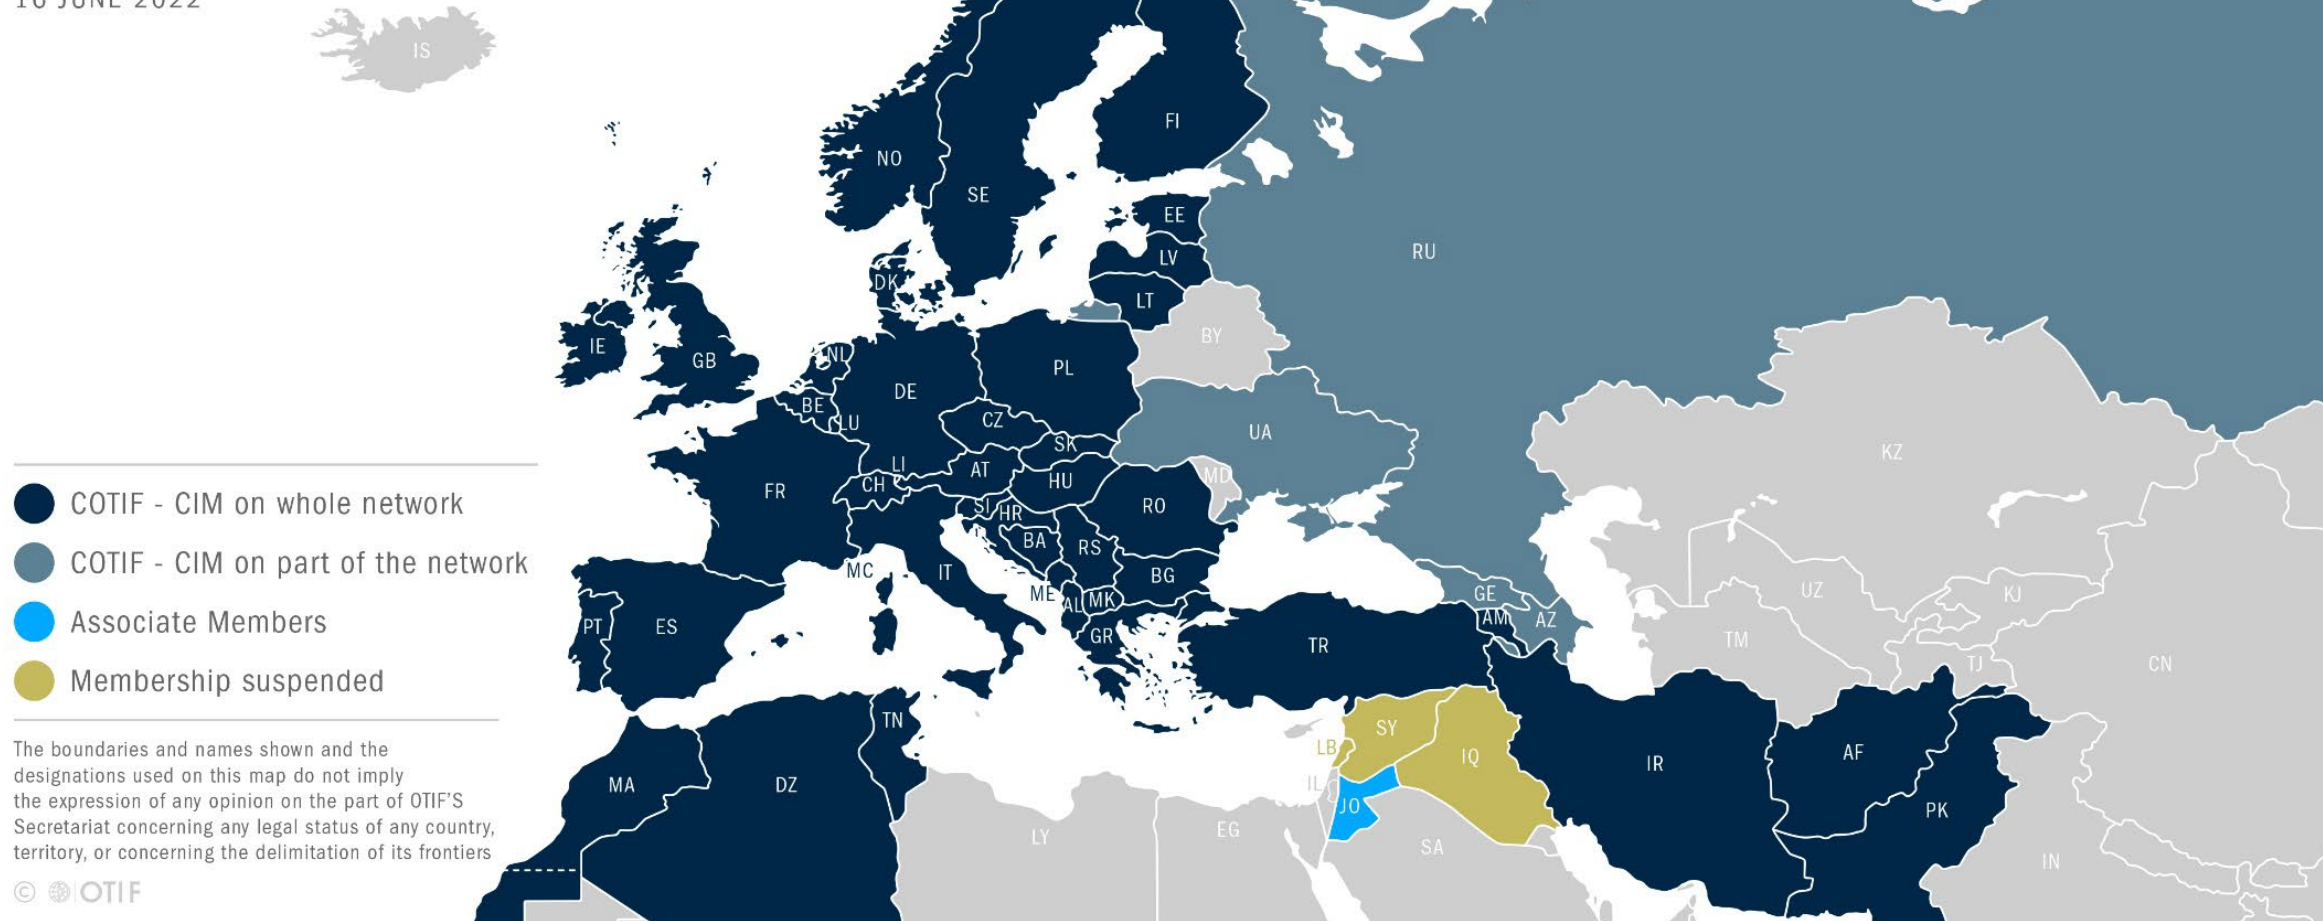 16 JUNE 2022
IS
FI
NO
SE
EE
RU
LV
DK
LT
BY
IE
GB
NL
PL
DE
BE
LU
CZ
UA
SK
KZ
LI
AT
CH
HU
MD
FR
RO
SI
HR
BA
RS
MC
IT
BG
ME
AL
MK
GE
AM
AZ
UZ
KJ
PT
ES
GR
TR
TM
TJ
CN
TN
SY
LB
IQ
IR
AF
MA
DZ
IL
JO
PK
LY
EG
SA
IN
COTIF - CIM on whole network
COTIF - CIM on part of the network
Associate Members
Membership suspended
The boundaries and names shown and the
designations used on this map do not imply
the expression of any opinion on the part of OTIF'S
Secretariat concerning any legal status of any country,
territory, or concerning the delimitation of its frontiers
© OTIF